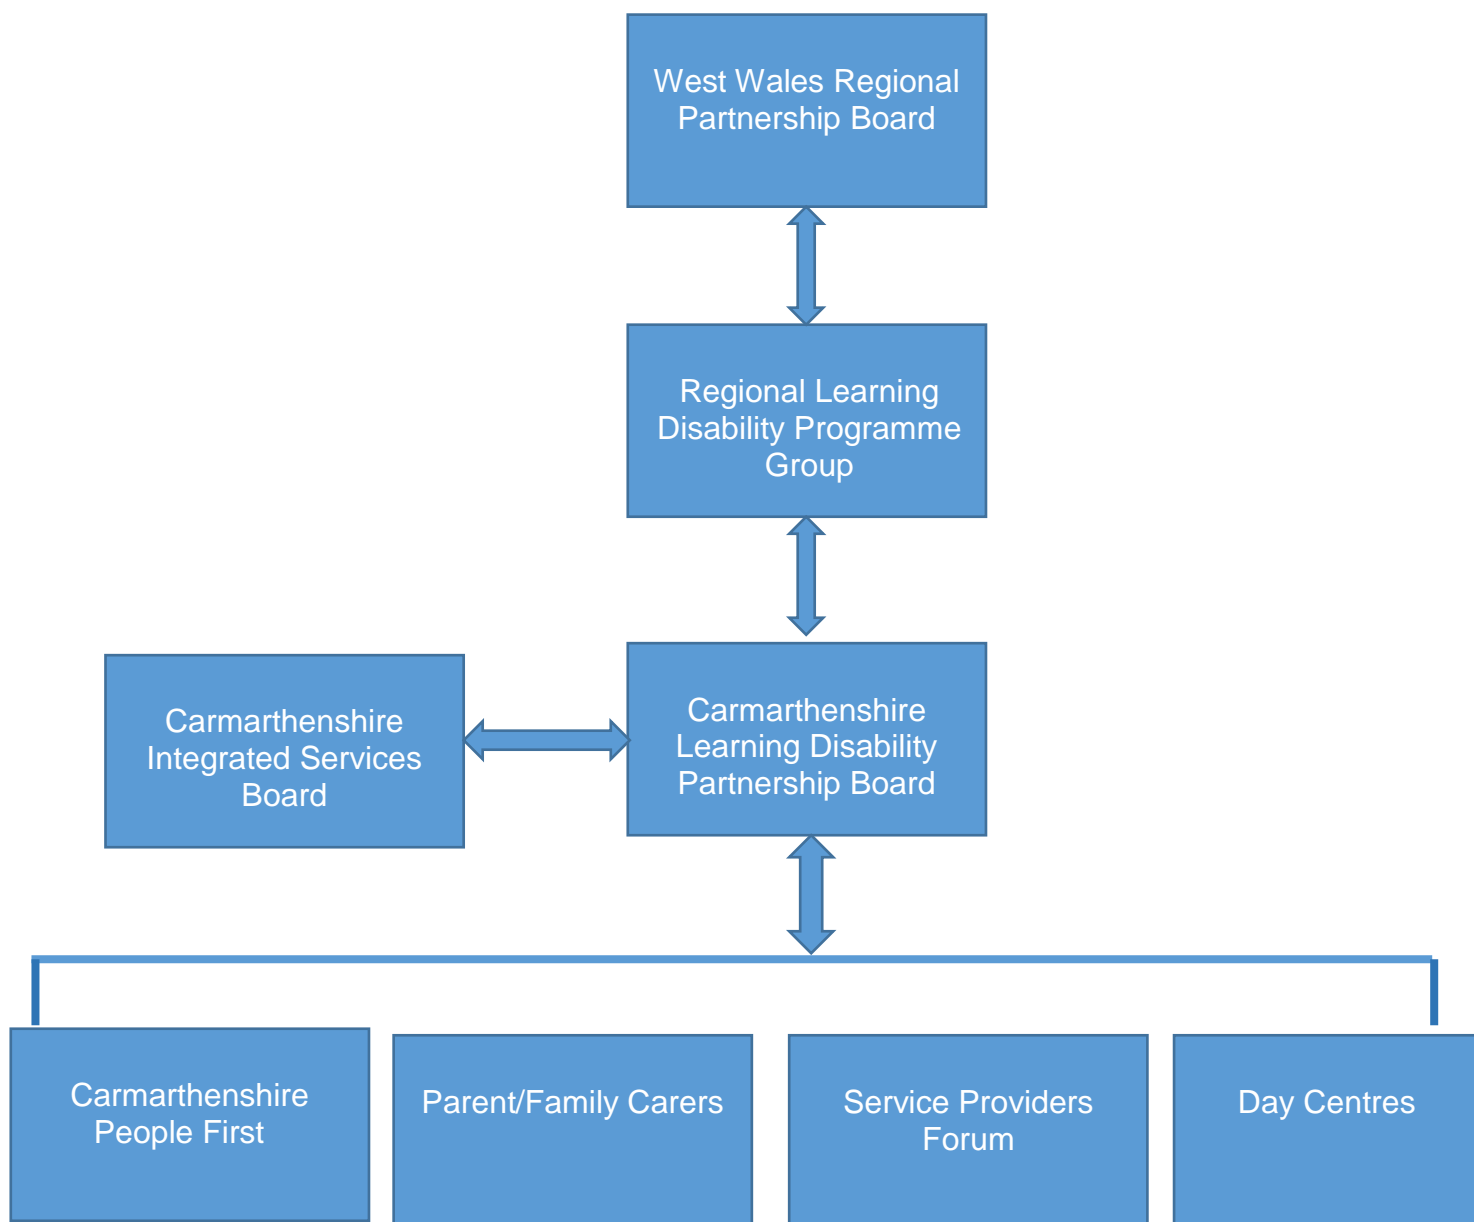 West Wales Regional
Partnership Board
Regional Learning
Disability Programme
Group
Carmarthenshire
Integrated Services
Board
Carmarthenshire
Learning Disability
Partnership Board
Carmarthenshire
People First
Parent/Family Carers
Service Providers
Forum
Day Centres